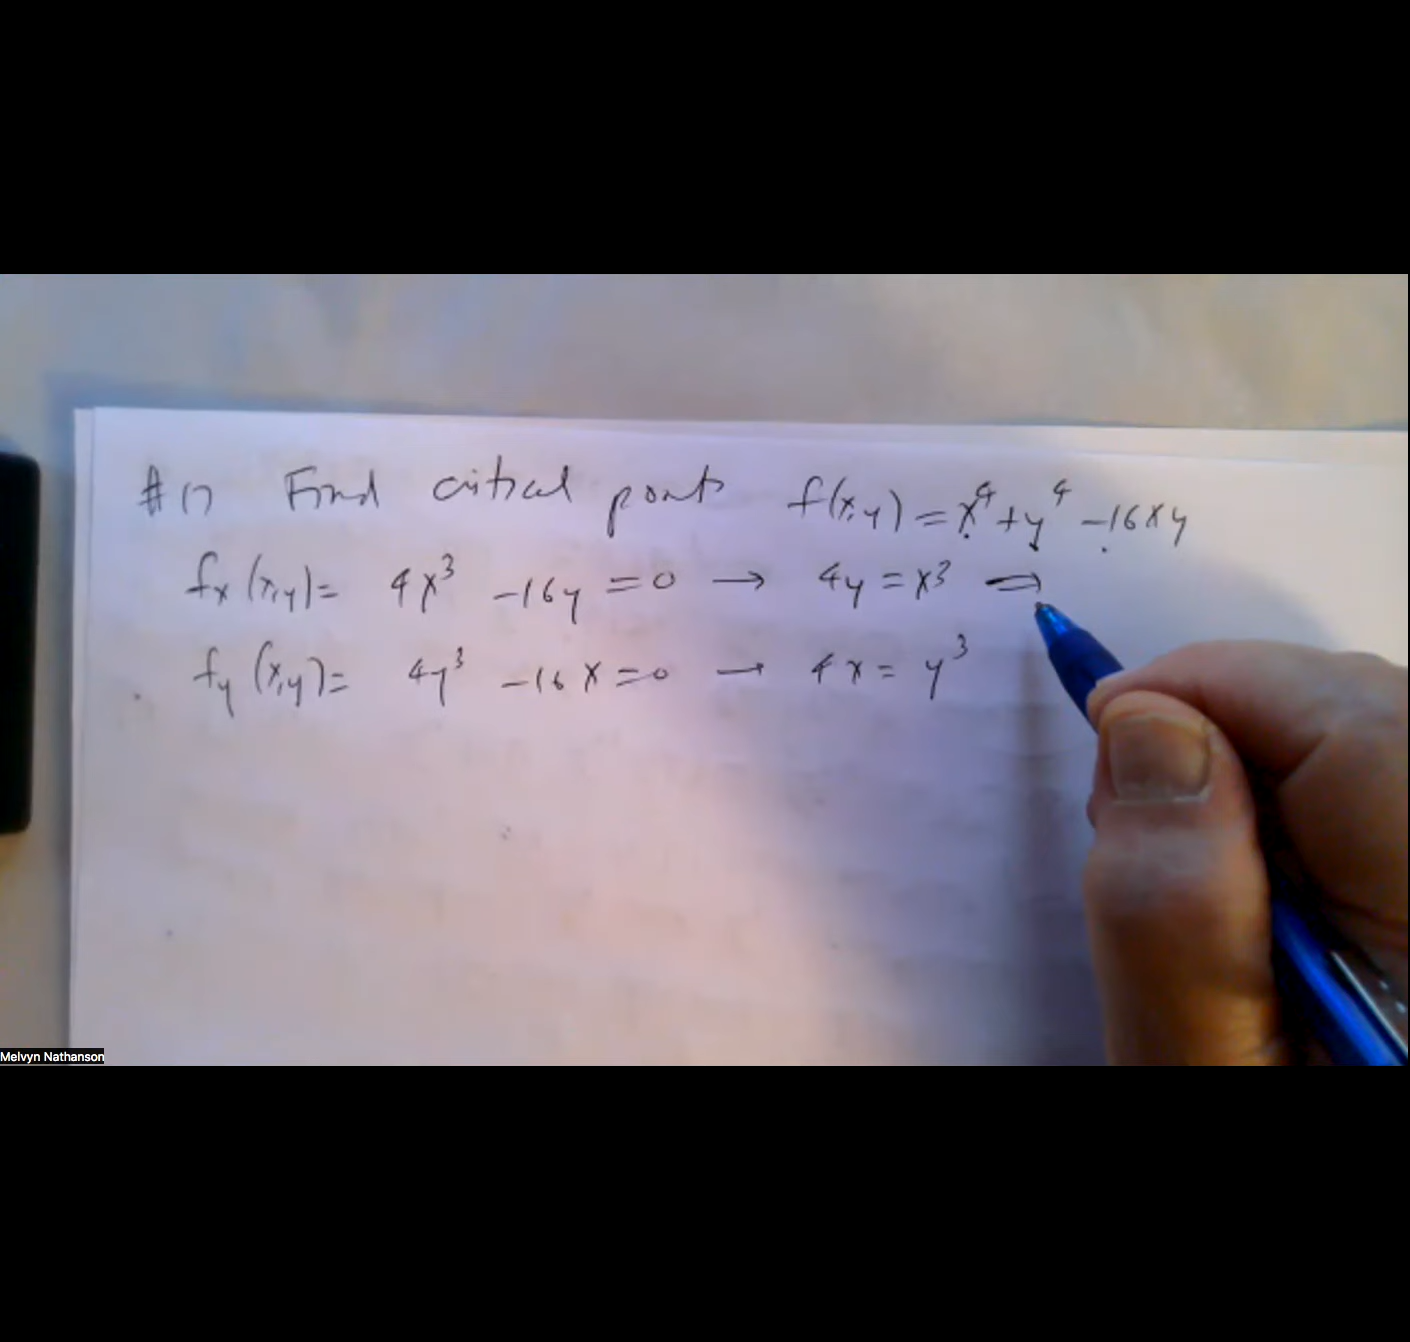 #17 Find critical points f(x,y) = x⁴ + y⁴ - 16xy
fx (x,y) = 4x³ - 16y = 0 → 4y = x³ ⇒
fy (x,y) = 4y³ - 16x = 0 → 4x = y³
Melvyn Nathanson